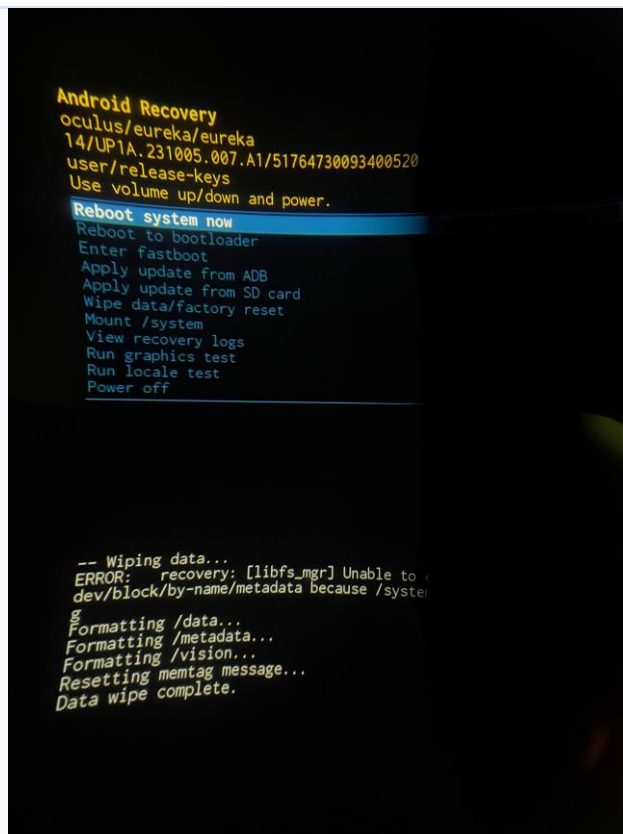 Android Recovery
oculus/eureka/eureka
14/UP1A.231005.007.A1/51764730093400520
user/release-keys
Use volume up/down and power.
Reboot system now
Reboot to bootloader
Enter fastboot
Apply update from ADB
Apply update from SD card
Wipe data/factory reset
Mount /system
View recovery logs
Run graphics test
Run locale test
Power off
-- Wiping data...
ERROR: recovery: [libfs_mgr] Unable to
dev/block/by-name/metadata because /system
g
Formatting /data...
Formatting /metadata...
Formatting /vision...
Resetting memtag message...
Data wipe complete.